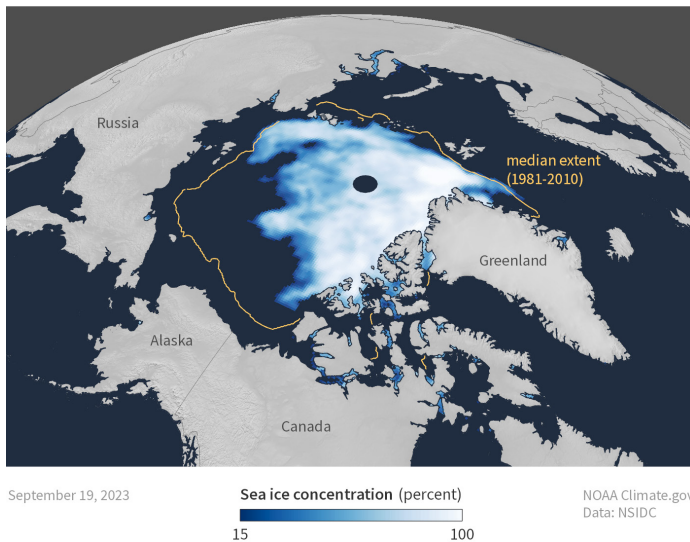 Russia
median extent
(1981-2010)
Greenland
Alaska
Canada
September 19, 2023
Sea ice concentration (percent)
NOAA Climate.gov
Data: NSIDC
15
100